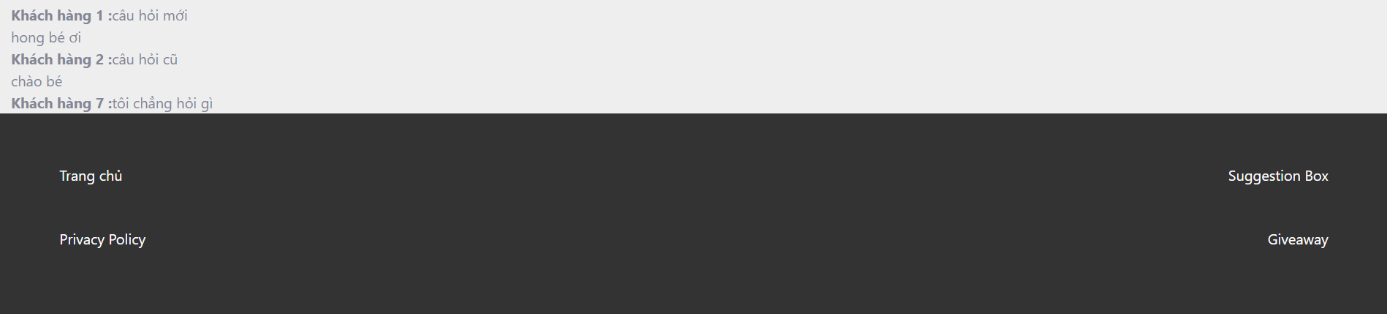 Khách hàng 1 :câu hỏi mới
hong bé ơi
Khách hàng 2 :câu hỏi cũ
chào bé
Khách hàng 7 :tôi chẳng hỏi gì
Trang chủ
Suggestion Box
Privacy Policy
Giveaway